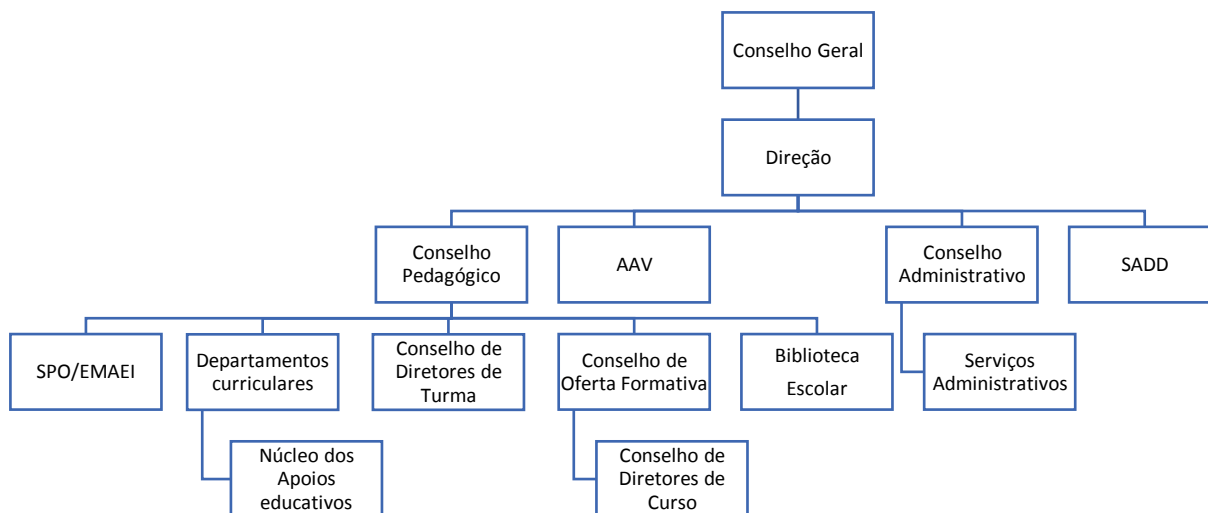 Conselho Geral
Direção
Conselho
Pedagógico
AAV
Conselho
Administrativo
SADD
SPO/EMAEI
Departamentos
curriculares
Conselho de
Diretores de
Turma
Conselho de
Oferta Formativa
Biblioteca
Escolar
Serviços
Administrativos
Núcleo dos
Apoios
educativos
Conselho de
Diretores de
Curso